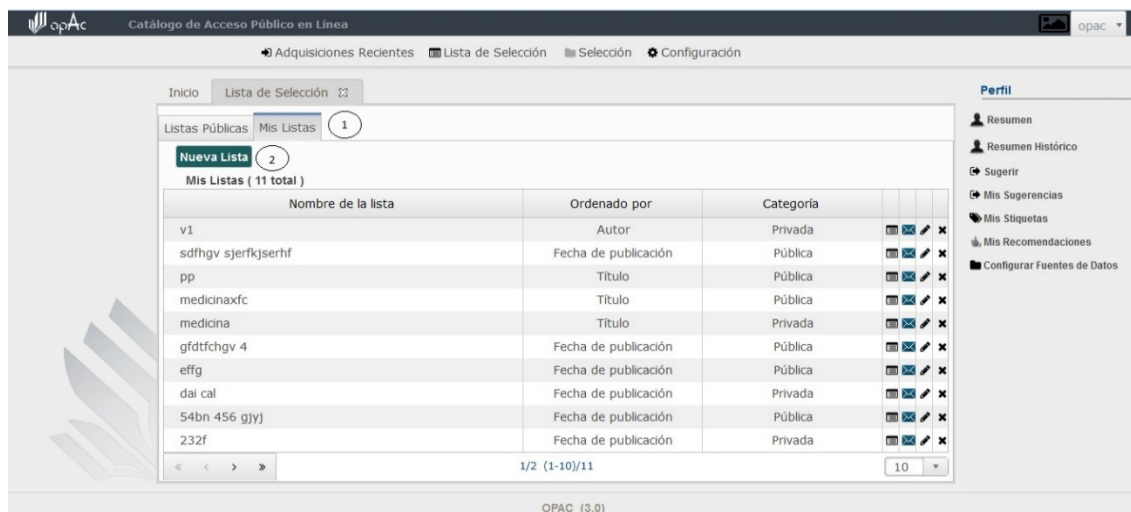 opAc Catálogo de Acceso Público en Línea opac
Adquisiciones Recientes Lista de Selección Selección Configuración
Inicio Lista de Selección
Listas Públicas Mis Listas 1
Nueva Lista 2
Mis Listas ( 11 total )
Nombre de la lista Ordenado por Categoría
v1 Autor Privada
sdfhgv sjerfkjserhf Fecha de publicación Pública
pp Título Pública
medicinaxfc Título Pública
medicina Título Privada
gfdtfchgv 4 Fecha de publicación Pública
effg Fecha de publicación Pública
dai cal Fecha de publicación Privada
54bn 456 gjyj Fecha de publicación Pública
232f Fecha de publicación Privada
« ‹ › » 1/2 (1-10)/11 10
Perfil
Resumen
Resumen Histórico
Sugerir
Mis Sugerencias
Mis Stiquetas
Mis Recomendaciones
Configurar Fuentes de Datos
OPAC (3.0)